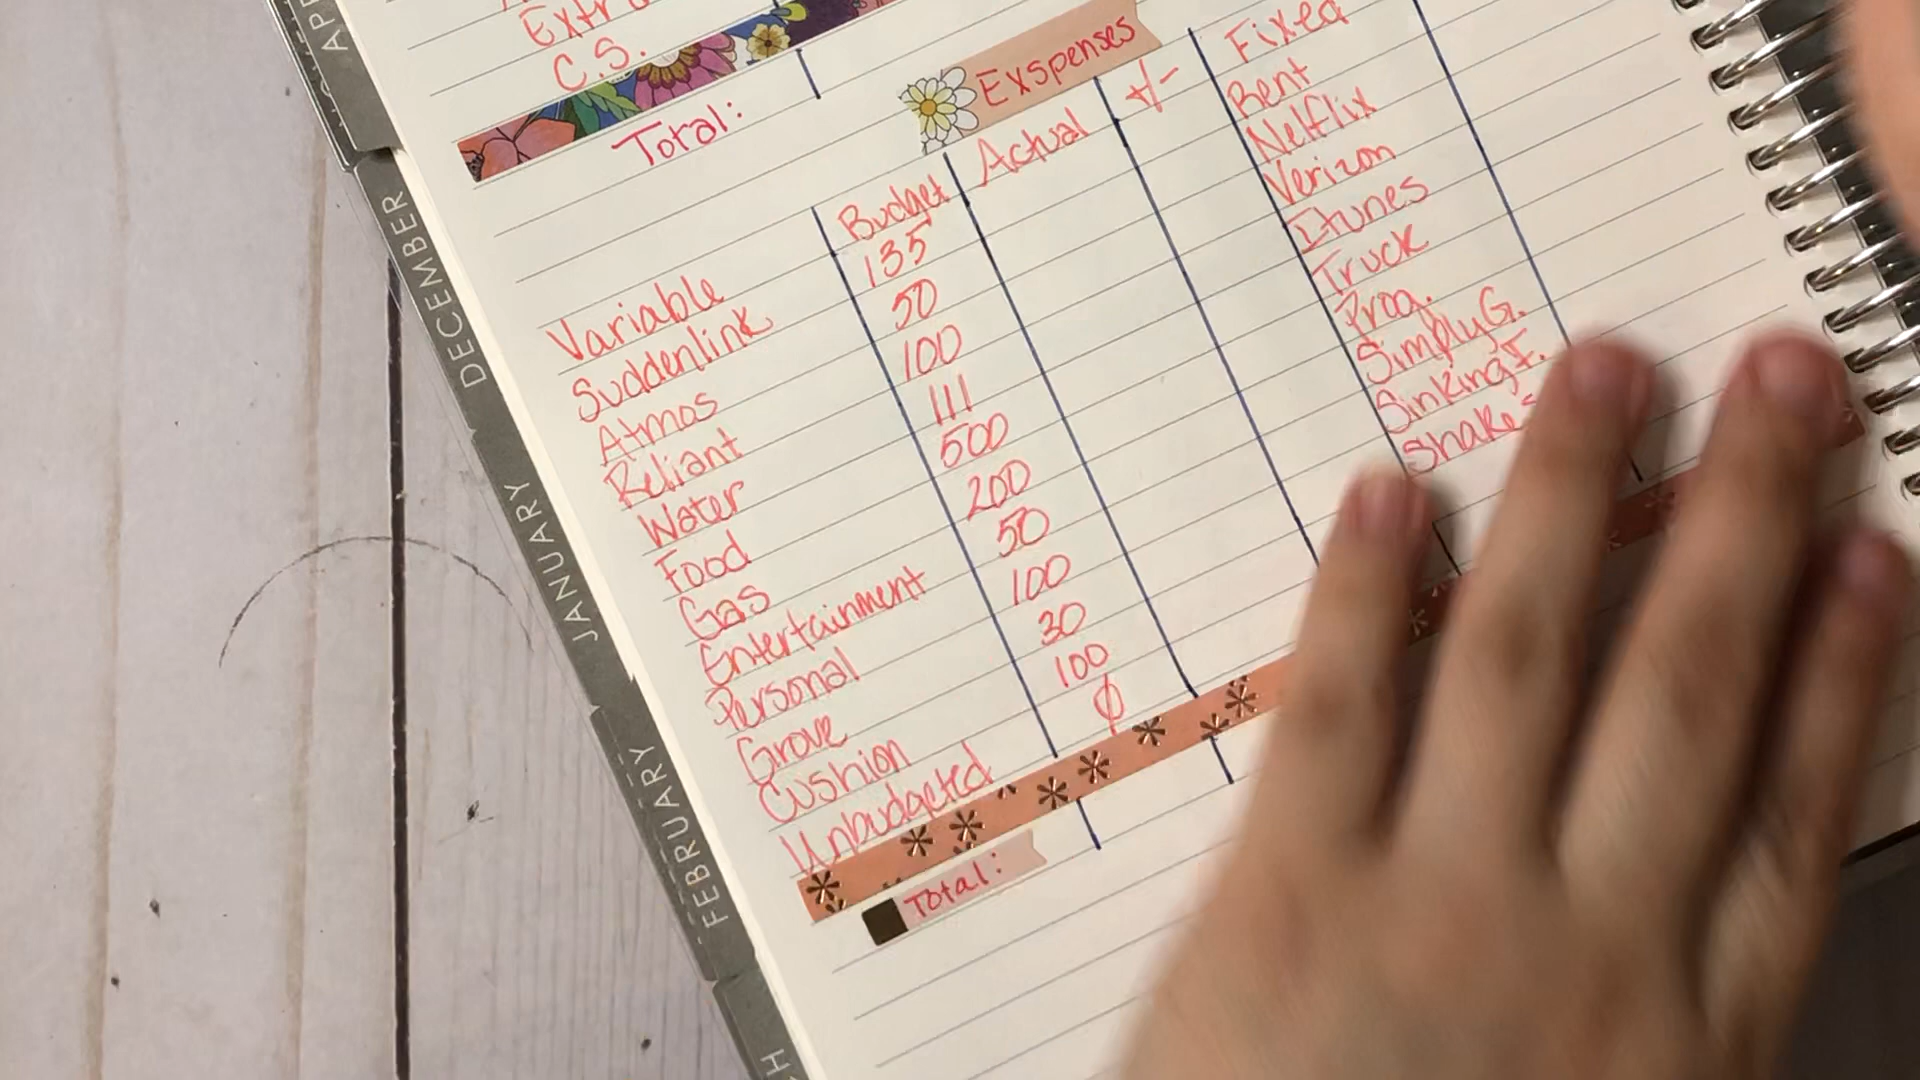 Extra
C.S.
Total:
Exspenses
Variable Budget Actual +/-
Suddenlink 135
Atmos 50
Reliant 100
Water 111
Food 500
Gas 200
Entertainment 50
Personal 100
Grove 30
Cushion 100
Unbudgeted ∅
Total:
Fixed
Rent
Netflix
Verizon
Itunes
Truck
Prog.
SimplyG.
SinkingF.
Shakes
APR
DECEMBER
JANUARY
FEBRUARY
H